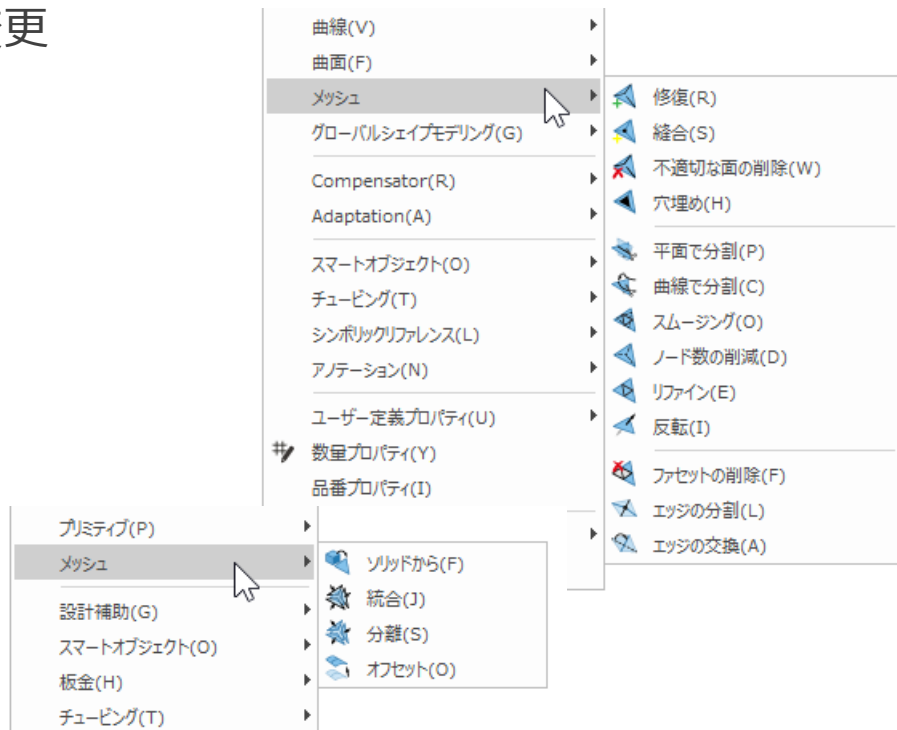 更
曲線(V)
曲面(F)
メッシュ
グローバルシェイプモデリング(G)
Compensator(R)
Adaptation(A)
スマートオブジェクト(O)
チュービング(T)
シンボリックリファレンス(L)
アノテーション(N)
ユーザー定義プロパティ(U)
数量プロパティ(Y)
品番プロパティ(I)
修復(R)
縫合(S)
不適切な面の削除(W)
穴埋め(H)
平面で分割(P)
曲線で分割(C)
スムージング(O)
ノード数の削減(D)
リファイン(E)
反転(I)
ファセットの削除(F)
エッジの分割(L)
エッジの交換(A)
プリミティブ(P)
メッシュ
設計補助(G)
スマートオブジェクト(O)
板金(H)
チュービング(T)
ソリッドから(F)
統合(J)
分離(S)
オフセット(O)